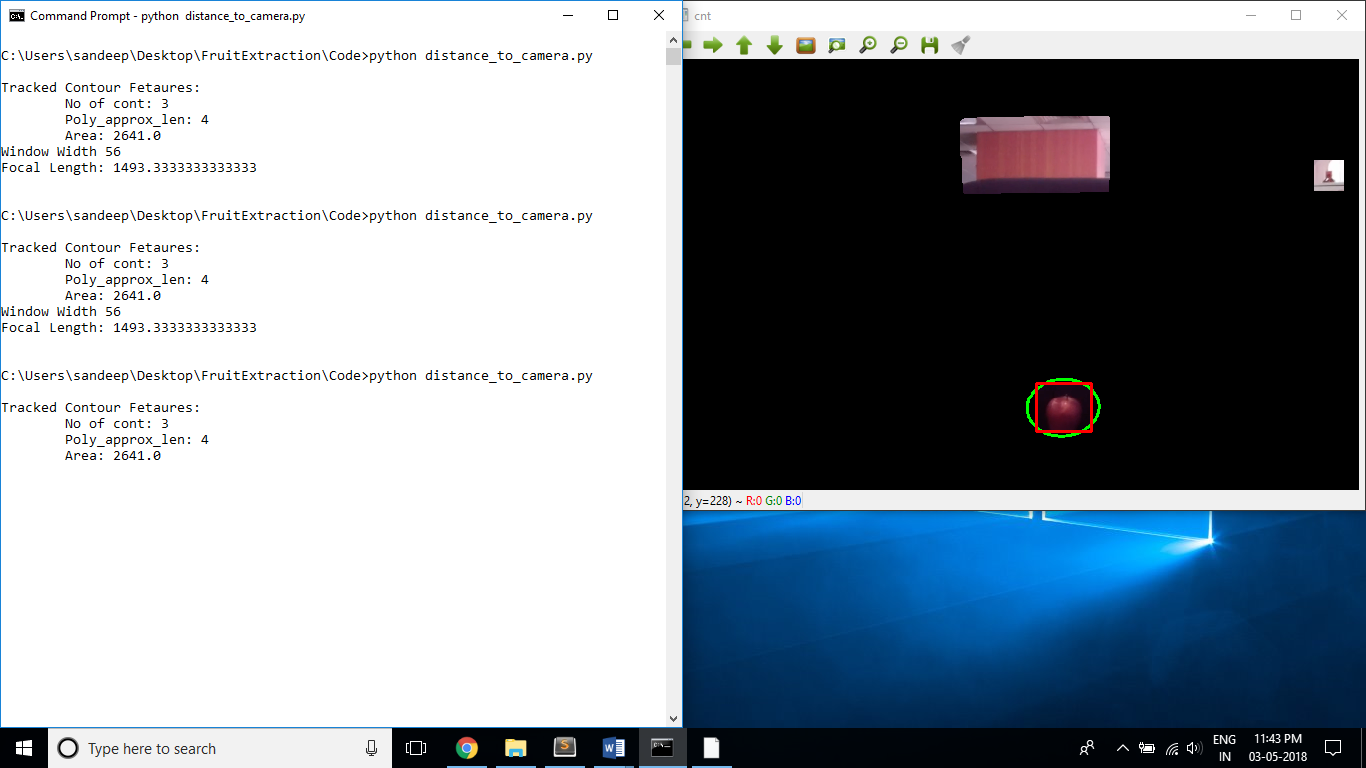 Command Prompt - python  distance_to_camera.py
C:\Users\sandeep\Desktop\FruitExtraction\Code>python distance_to_camera.py
Tracked Contour Fetaures:
No of cont: 3
Poly_approx_len: 4
Area: 2641.0
Window Width 56
Focal Length: 1493.3333333333333
C:\Users\sandeep\Desktop\FruitExtraction\Code>python distance_to_camera.py
Tracked Contour Fetaures:
No of cont: 3
Poly_approx_len: 4
Area: 2641.0
Window Width 56
Focal Length: 1493.3333333333333
C:\Users\sandeep\Desktop\FruitExtraction\Code>python distance_to_camera.py
Tracked Contour Fetaures:
No of cont: 3
Poly_approx_len: 4
Area: 2641.0
cnt
2, y=228) ~ R:0 G:0 B:0
Type here to search
ENG
IN
11:43 PM
03-05-2018